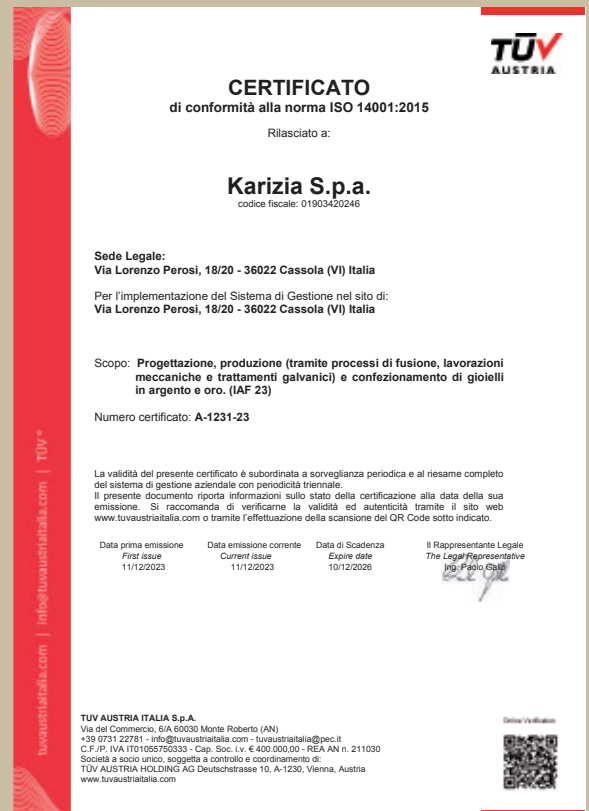 TÜV
AUSTRIA
CERTIFICATO
di conformità alla norma ISO 14001:2015
Rilasciato a:
Karizia S.p.a.
codice fiscale: 01903420246
Sede Legale:
Via Lorenzo Perosi, 18/20 - 36022 Cassola (VI) Italia
Per l'implementazione del Sistema di Gestione nel sito di:
Via Lorenzo Perosi, 18/20 - 36022 Cassola (VI) Italia
Scopo: Progettazione, produzione (tramite processi di fusione, lavorazioni
meccaniche e trattamenti galvanici) e confezionamento di gioielli
in argento e oro. (IAF 23)
Numero certificato: A-1231-23
La validità del presente certificato è subordinata a sorveglianza periodica e al riesame completo
del sistema di gestione aziendale con periodicità triennale.
Il presente documento riporta informazioni sullo stato della certificazione alla data della sua
emissione. Si raccomanda di verificarne la validità ed autenticità tramite il sito web
www.tuvaustriaitalia.com o tramite l'effettuazione della scansione del QR Code sotto indicato.
Data prima emissione Data emissione corrente Data di Scadenza Il Rappresentante Legale
First issue Current issue Expire date The Legal Representative
11/12/2023 11/12/2023 10/12/2026 Ing. Paolo Galiè
tuvaustriaitalia.com | info@tuvaustriaitalia.com | TÜV®
TUV AUSTRIA ITALIA S.p.A.
Via del Commercio, 6/A 60030 Monte Roberto (AN)
+39 0731 22781 - info@tuvaustriaitalia.com - tuvaustriaitalia@pec.it
C.F./P. IVA IT01055750333 - Cap. Soc. i.v. € 400.000,00 - REA AN n. 211030
Società a socio unico, soggetta a controllo e coordinamento di:
TÜV AUSTRIA HOLDING AG Deutschstrasse 10, A-1230, Vienna, Austria
www.tuvaustriaitalia.com
Online Verification